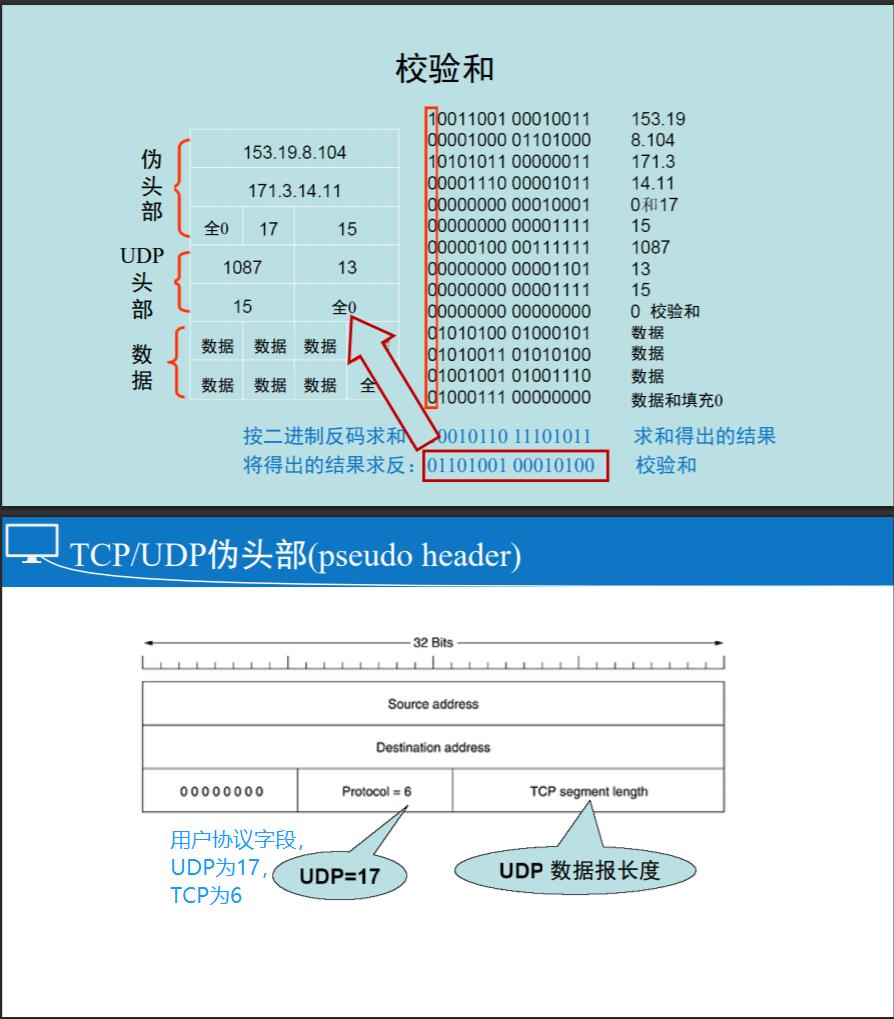 校验和
伪头部
153.19.8.104
171.3.14.11
全0 17 15
UDP头部
1087 13
15 全0
数据
数据 数据 数据
数据 数据 数据 全
10011001 00010011 153.19
00001000 01101000 8.104
10101011 00000011 171.3
00001110 00001011 14.11
00000000 00010001 0和17
00000000 00001111 15
00000100 00111111 1087
00000000 00001101 13
00000000 00001111 15
00000000 00000000 0 校验和
01010100 01000101 数据
01010011 01010100 数据
01001001 01001110 数据
01000111 00000000 数据和填充0
按二进制反码求和 0010110 11101011 求和得出的结果
将得出的结果求反: 01101001 00010100 校验和
TCP/UDP伪头部(pseudo header)
32 Bits
Source address
Destination address
0 0 0 0 0 0 0 0 Protocol = 6 TCP segment length
用户协议字段,
UDP为17,
TCP为6
UDP=17
UDP 数据报长度